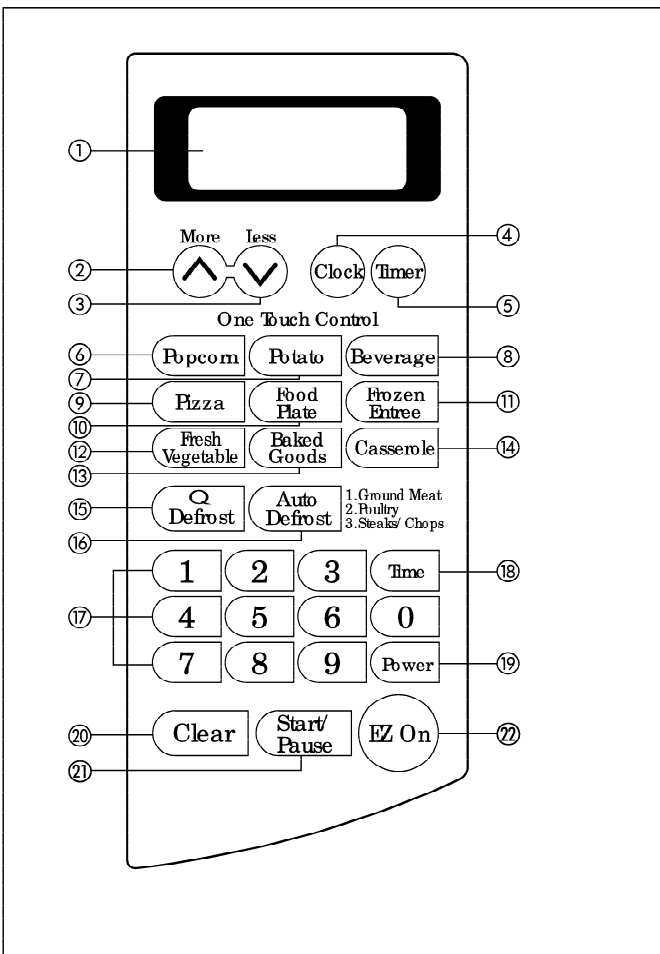 ①
More Less
④
②
Clock Timer
③
⑤
One Touch Control
⑥ Popcorn Potato Beverage ⑧
⑦
⑨ Pizza Food Plate Frozen Entree ⑪
⑩
⑫ Fresh Vegetable Baked Goods Casserole ⑭
⑬
⑮ Q Defrost Auto Defrost
1.Ground Meat
2.Poultry
3.Steaks/ Chops
⑯
1 2 3 Time ⑱
⑰ 4 5 6 0
7 8 9 Power ⑲
⑳ Clear Start/ Pause EZ On ㉒
㉑